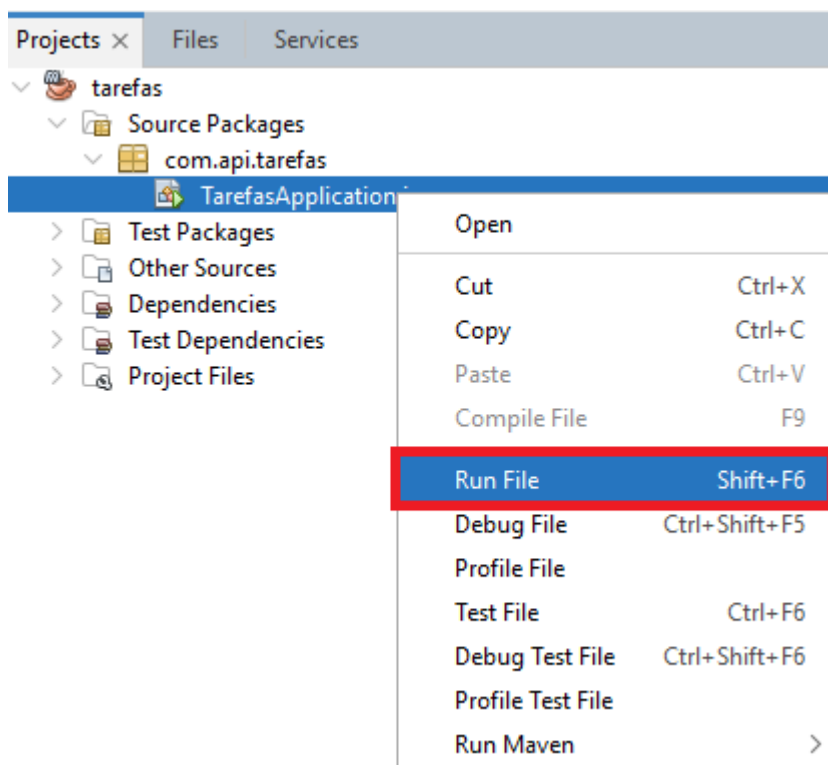 Projects Files Services
tarefas
Source Packages
com.api.tarefas
TarefasApplication
Test Packages
Other Sources
Dependencies
Test Dependencies
Project Files
Open
Cut Ctrl+X
Copy Ctrl+C
Paste Ctrl+V
Compile File F9
Run File Shift+F6
Debug File Ctrl+Shift+F5
Profile File
Test File Ctrl+F6
Debug Test File Ctrl+Shift+F6
Profile Test File
Run Maven